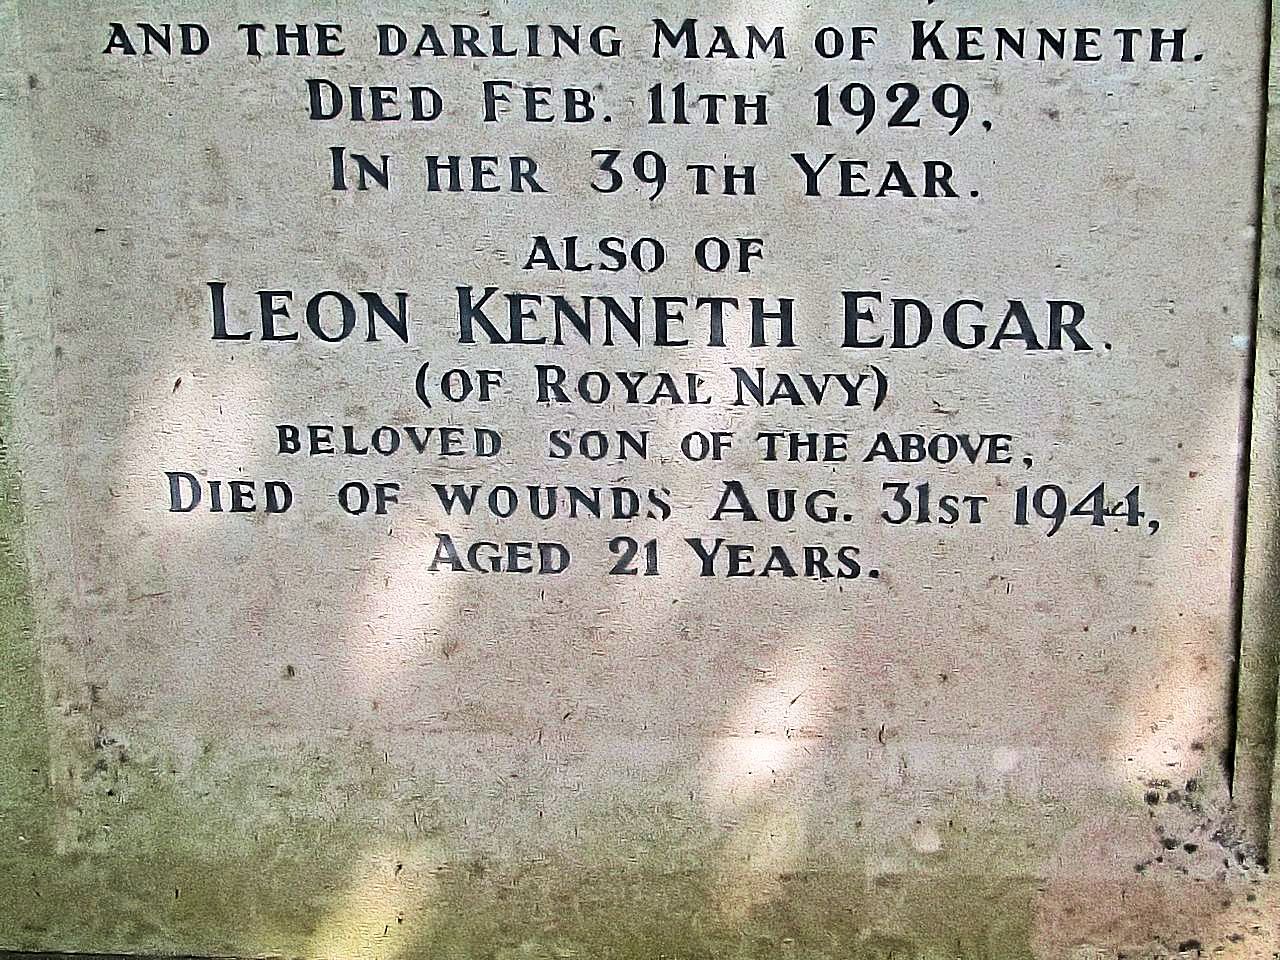 AND THE DARLING MAM OF KENNETH.
DIED FEB. 11TH 1929,
IN HER 39TH YEAR.
ALSO OF
LEON KENNETH EDGAR.
(OF ROYAL NAVY)
BELOVED SON OF THE ABOVE,
DIED OF WOUNDS AUG. 31ST 1944,
AGED 21 YEARS.